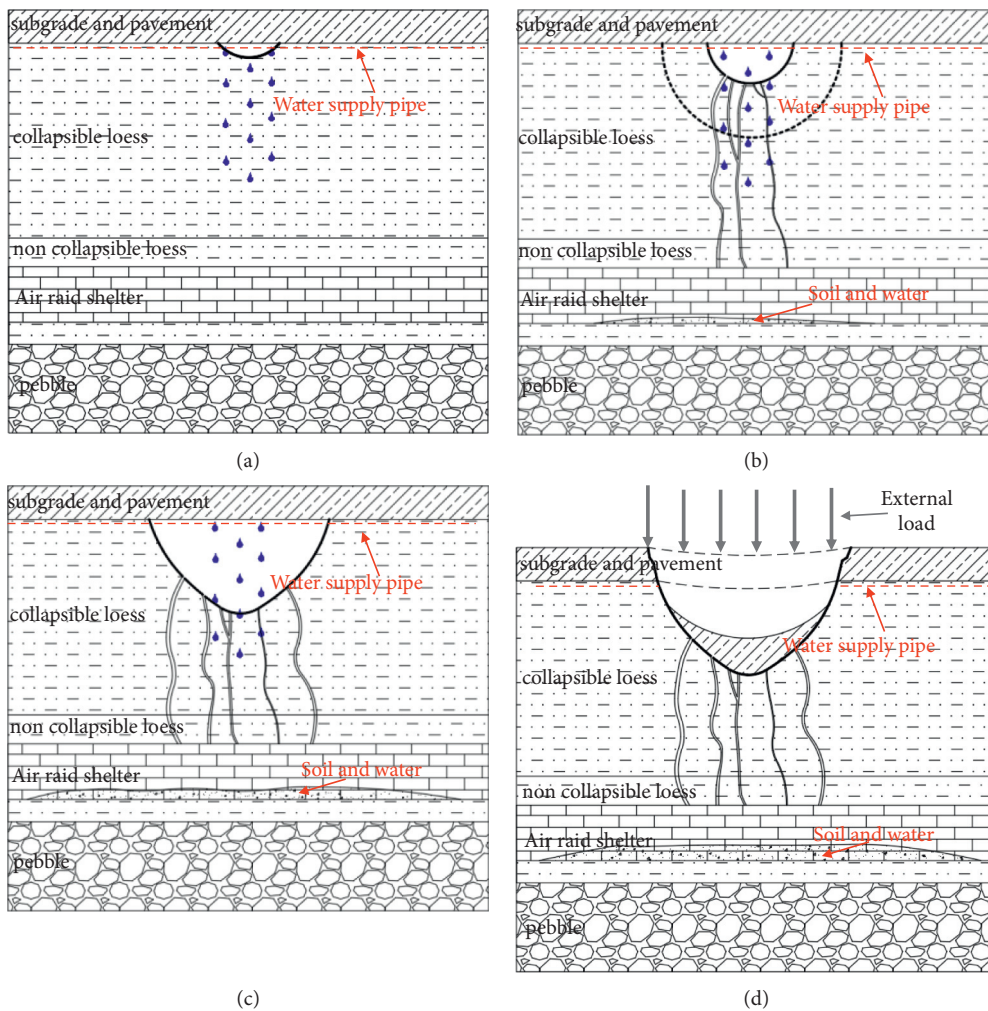 subgrade and pavement
Water supply pipe
collapsible loess
non collapsible loess
Air raid shelter
pebble
(a)
subgrade and pavement
Water supply pipe
collapsible loess
non collapsible loess
Air raid shelter
Soil and water
pebble
(b)
subgrade and pavement
Water supply pipe
collapsible loess
non collapsible loess
Air raid shelter
Soil and water
pebble
(c)
External
load
subgrade and pavement
Water supply pipe
collapsible loess
non collapsible loess
Air raid shelter
Soil and water
pebble
(d)